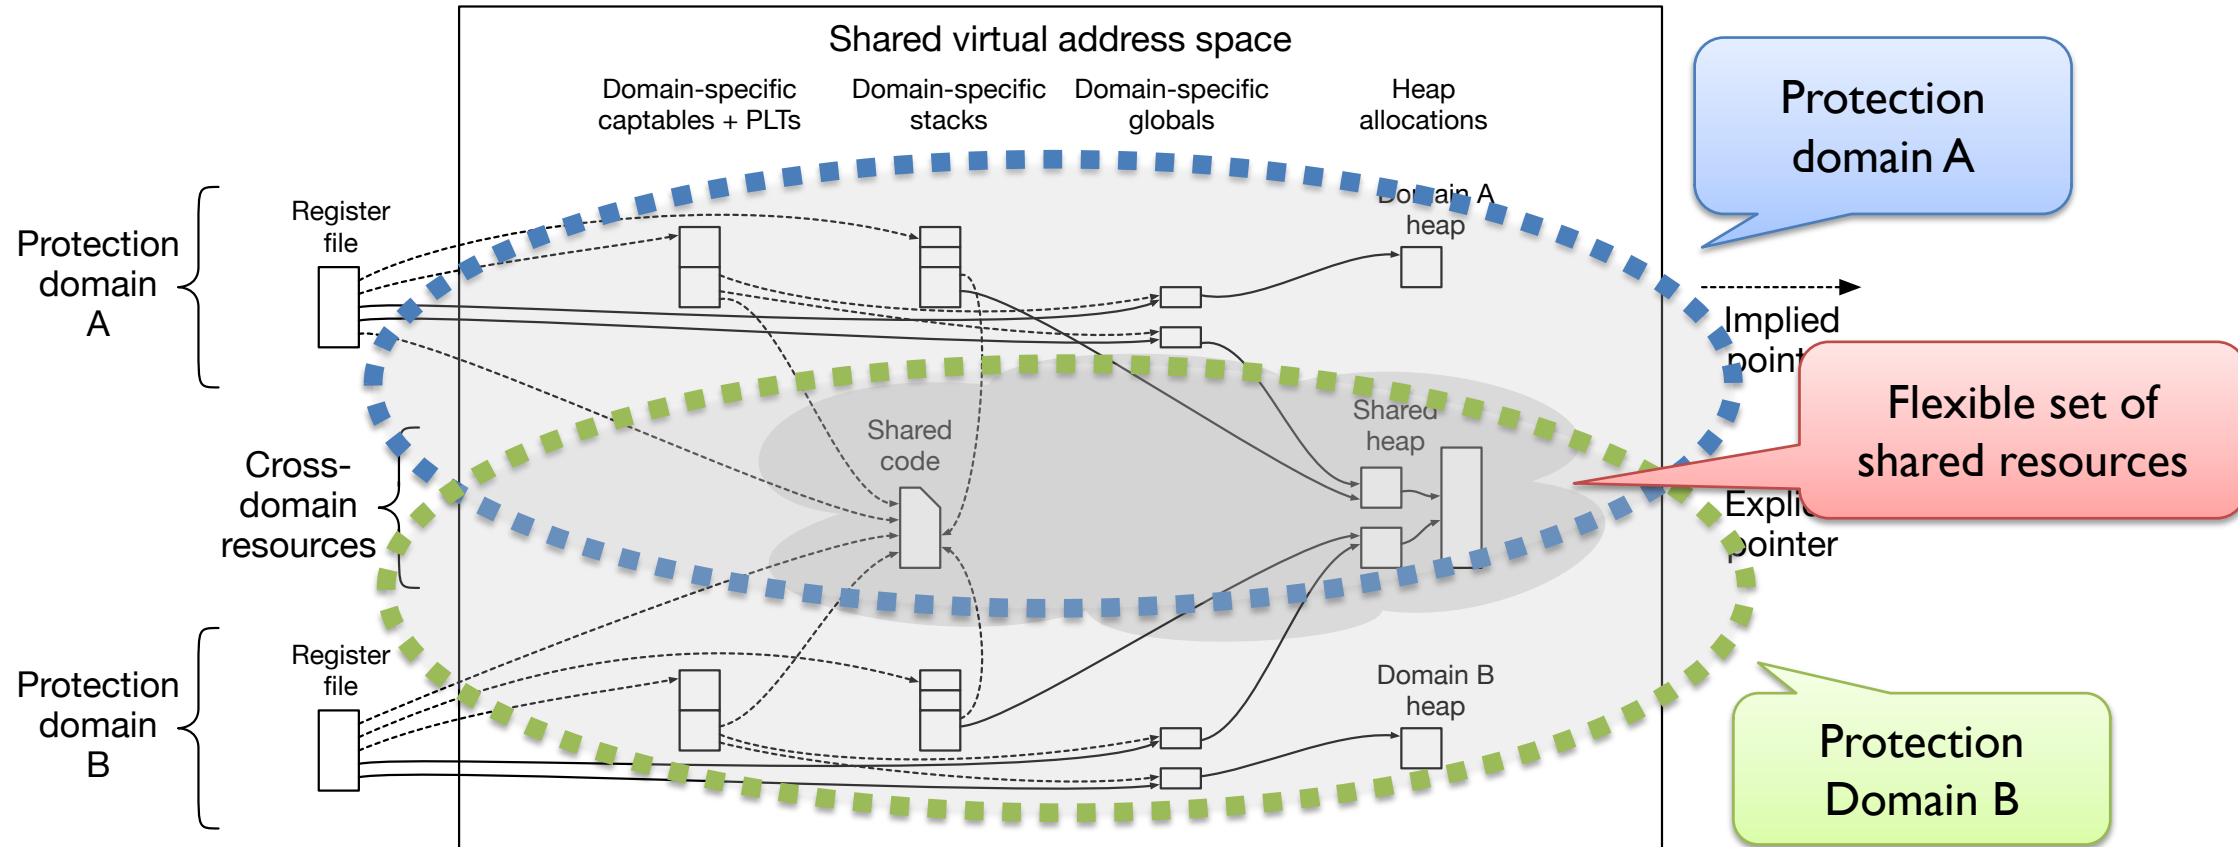 Shared virtual address space
Domain-specific
captables + PLTs
Domain-specific
stacks
Domain-specific
globals
Heap
allocations
Protection
domain A
Protection
domain
A
Register
file
Domain A
heap
Implied
Flexible set of
shared resources
Cross-
domain
resources
Shared
code
Shared
heap
pointer
Protection
domain
B
Register
file
Domain B
heap
Protection
Domain B